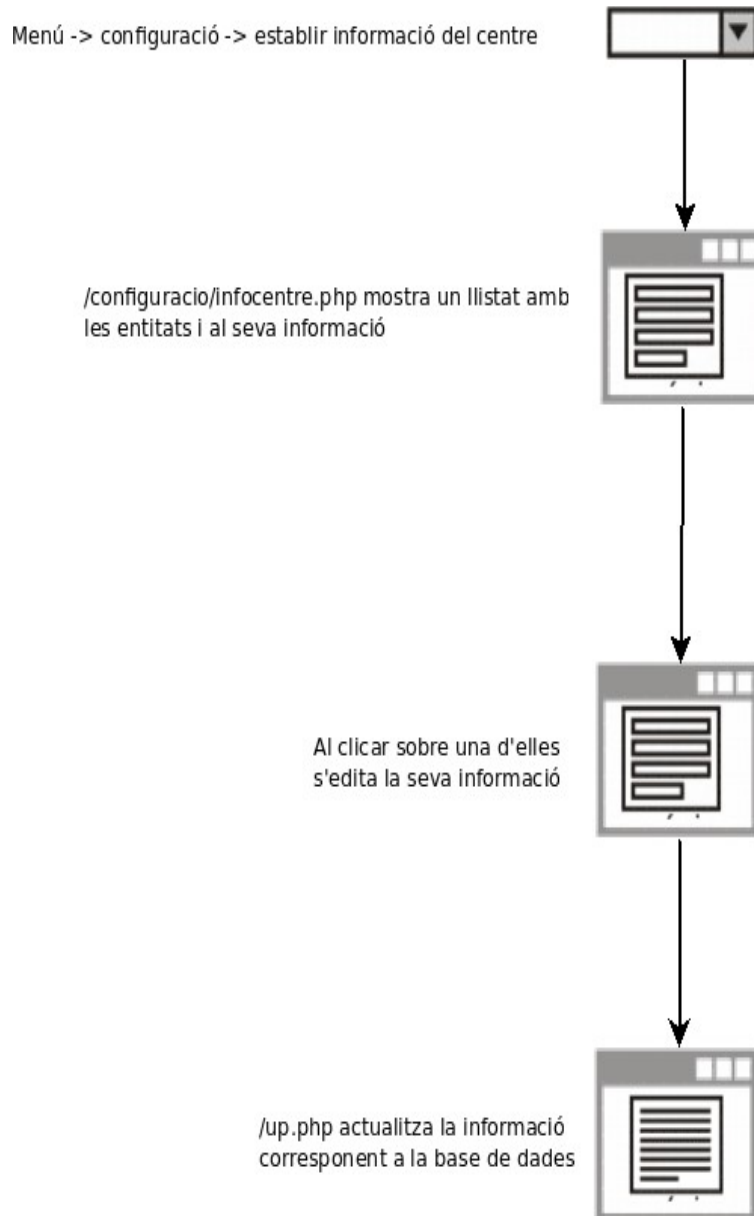 Menú -> configuració -> establir informació del centre
/configuracio/infocentre.php mostra un llistat amb
les entitats i al seva informació
Al clicar sobre una d'elles
s'edita la seva informació
/up.php actualitza la informació
corresponent a la base de dades